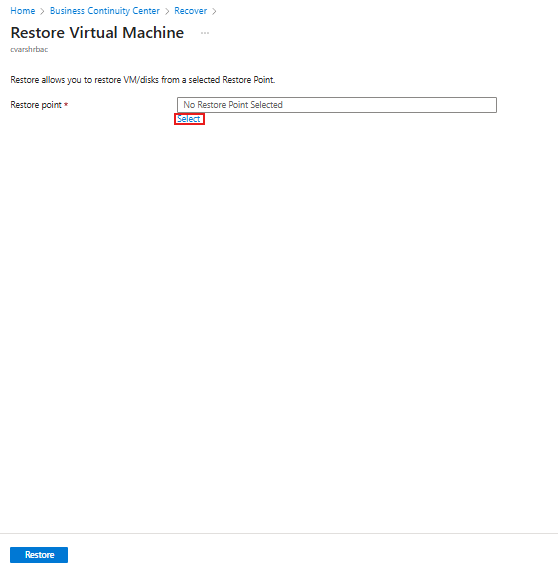 Home > Business Continuity Center > Recover >
Restore Virtual Machine ...
cvarshrbac
Restore allows you to restore VM/disks from a selected Restore Point.
Restore point * No Restore Point Selected
Select
Restore